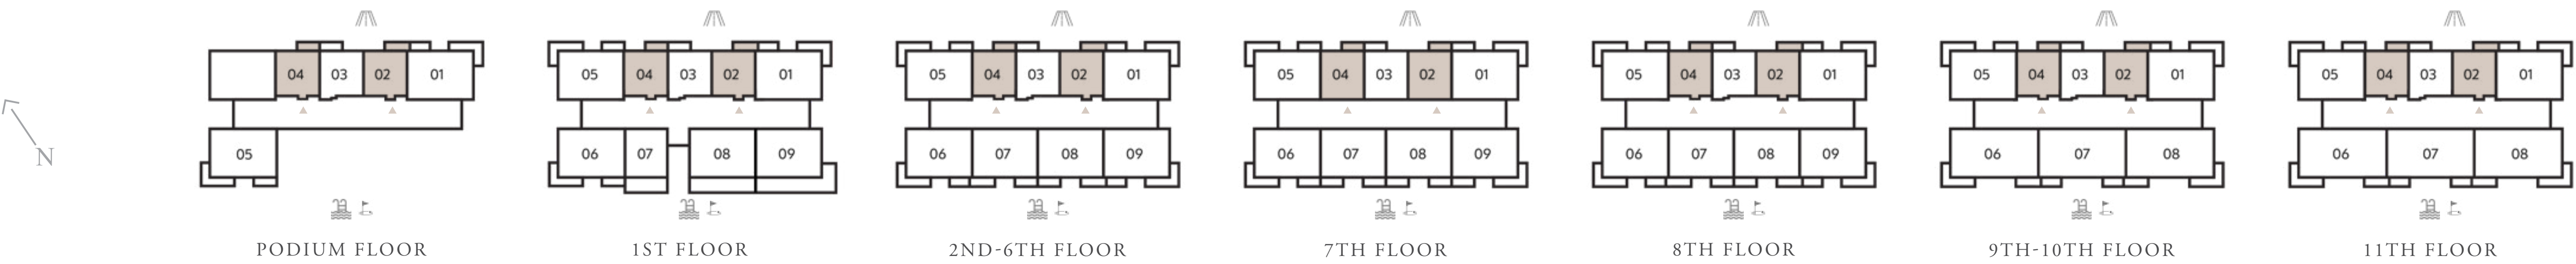 04 03 02 01
05
PODIUM FLOOR
05 04 03 02 01
06 07 08 09
1ST FLOOR
05 04 03 02 01
06 07 08 09
2ND-6TH FLOOR
05 04 03 02 01
06 07 08 09
7TH FLOOR
05 04 03 02 01
06 07 08 09
8TH FLOOR
05 04 03 02 01
06 07 08
9TH-10TH FLOOR
05 04 03 02 01
06 07 08
11TH FLOOR
N